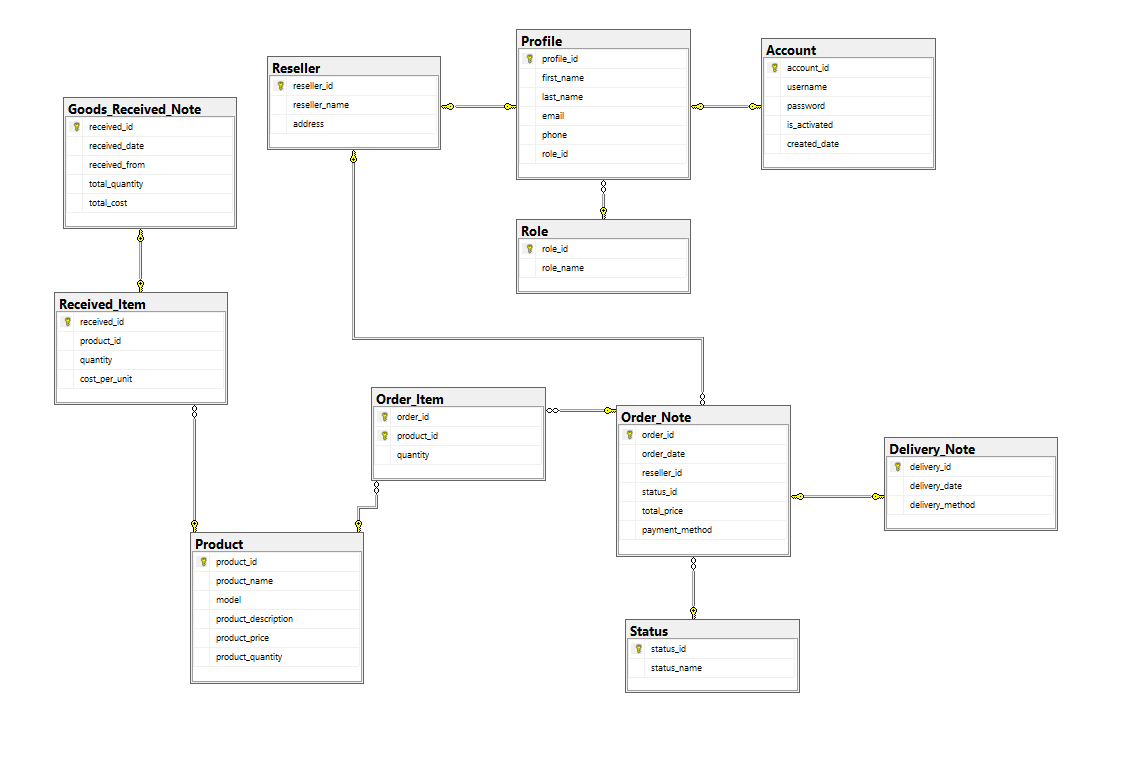 Profile
profile_id
first_name
last_name
email
phone
role_id
Account
account_id
username
password
is_activated
created_date
Reseller
reseller_id
reseller_name
address
Goods_Received_Note
received_id
received_date
received_from
total_quantity
total_cost
Role
role_id
role_name
Received_Item
received_id
product_id
quantity
cost_per_unit
Order_Item
order_id
product_id
quantity
Order_Note
order_id
order_date
reseller_id
status_id
total_price
payment_method
Delivery_Note
delivery_id
delivery_date
delivery_method
Product
product_id
product_name
model
product_description
product_price
product_quantity
Status
status_id
status_name